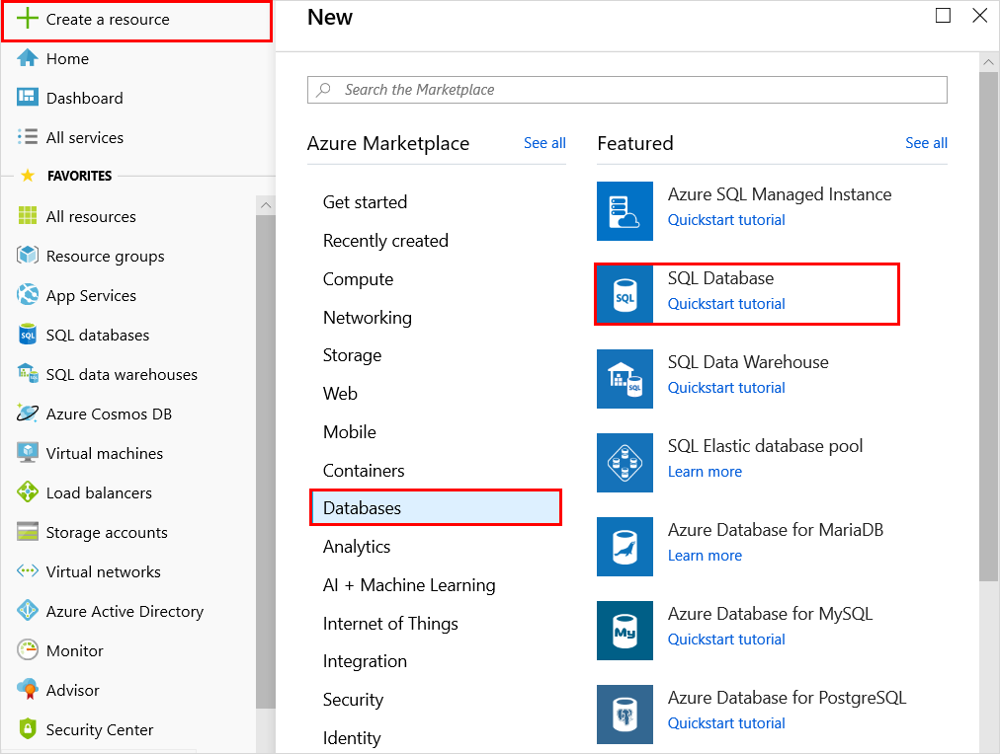 Create a resource
Home
Dashboard
All services
FAVORITES
All resources
Resource groups
App Services
SQL
SQL databases
SQL data warehouses
Azure Cosmos DB
Virtual machines
Load balancers
Storage accounts
Virtual networks
Azure Active Directory
Monitor
Advisor
Security Center
New
Search the Marketplace
Azure Marketplace
See all
Get started
Recently created
Compute
Networking
Storage
Web
Mobile
Containers
Databases
Analytics
AI + Machine Learning
Internet of Things
Integration
Security
Identity
Featured
See all
Azure SQL Managed Instance
Quickstart tutorial
SQL
SQL Database
Quickstart tutorial
SQL
SQL Data Warehouse
Quickstart tutorial
SQL Elastic database pool
Learn more
Azure Database for MariaDB
Learn more
My
Azure Database for MySQL
Quickstart tutorial
Azure Database for PostgreSQL
Quickstart tutorial